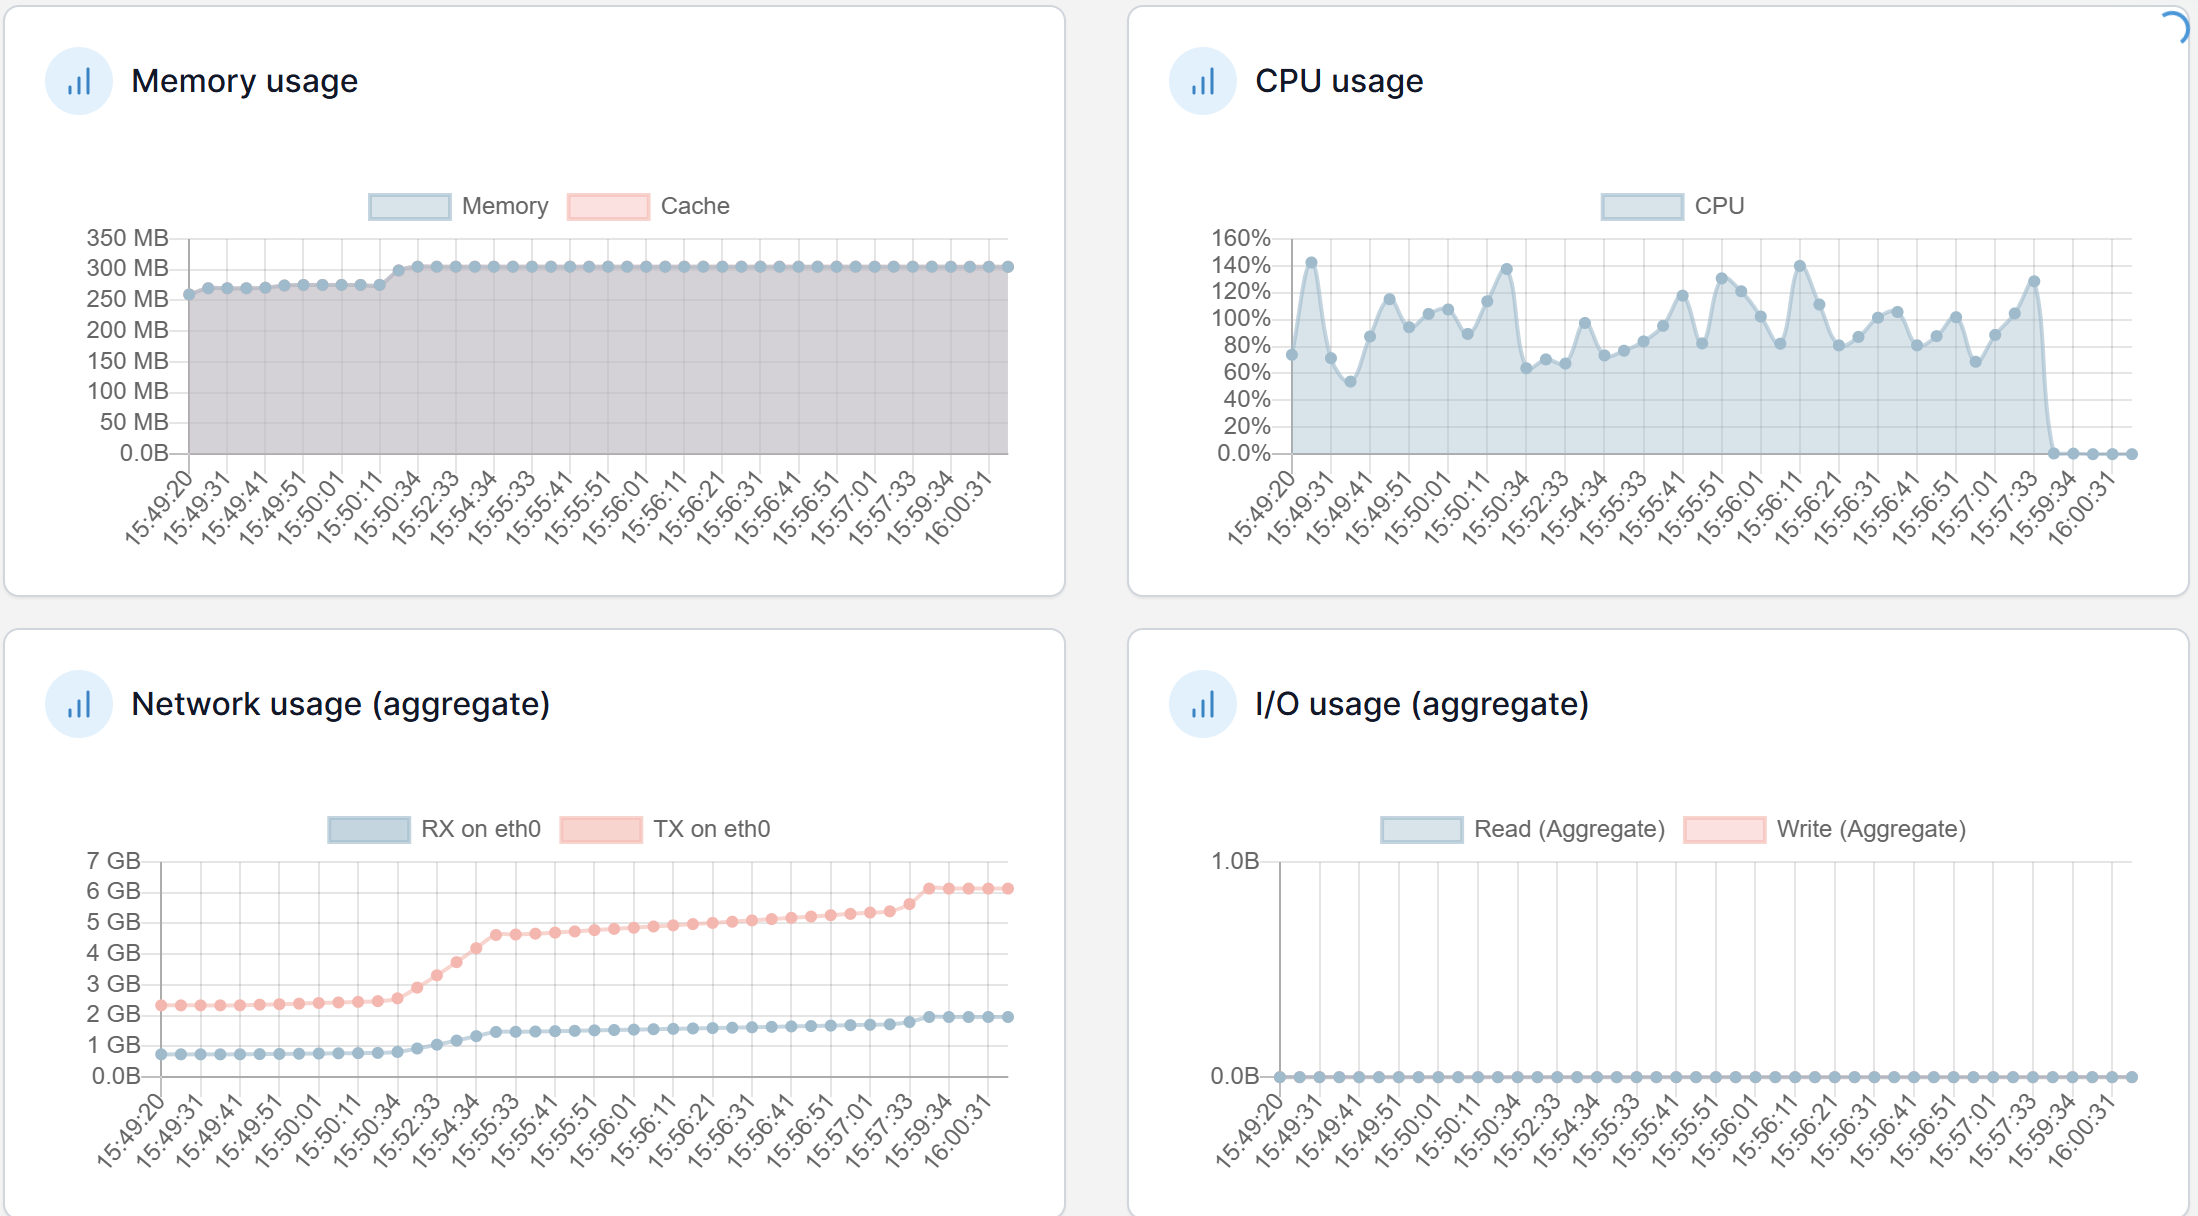 Memory usage
Memory Cache
350 MB
300 MB
250 MB
200 MB
150 MB
100 MB
50 MB
0.0B
15:49:20 15:49:31 15:49:41 15:49:51 15:50:01 15:50:11 15:50:34 15:52:33 15:54:34 15:55:33 15:55:41 15:55:51 15:56:01 15:56:11 15:56:21 15:56:31 15:56:41 15:56:51 15:57:01 15:57:33 15:59:34 16:00:31
CPU usage
CPU
160%
140%
120%
100%
80%
60%
40%
20%
0.0%
15:49:20 15:49:31 15:49:41 15:49:51 15:50:01 15:50:11 15:50:34 15:52:33 15:54:34 15:55:33 15:55:41 15:55:51 15:56:01 15:56:11 15:56:21 15:56:31 15:56:41 15:56:51 15:57:01 15:57:33 15:59:34 16:00:31
Network usage (aggregate)
RX on eth0 TX on eth0
7 GB
6 GB
5 GB
4 GB
3 GB
2 GB
1 GB
0.0B
15:49:20 15:49:31 15:49:41 15:49:51 15:50:01 15:50:11 15:50:34 15:52:33 15:54:34 15:55:33 15:55:41 15:55:51 15:56:01 15:56:11 15:56:21 15:56:31 15:56:41 15:56:51 15:57:01 15:57:33 15:59:34 16:00:31
I/O usage (aggregate)
Read (Aggregate) Write (Aggregate)
1.0B
0.0B
15:49:20 15:49:31 15:49:41 15:49:51 15:50:01 15:50:11 15:50:34 15:52:33 15:54:34 15:55:33 15:55:41 15:55:51 15:56:01 15:56:11 15:56:21 15:56:31 15:56:41 15:56:51 15:57:01 15:57:33 15:59:34 16:00:31